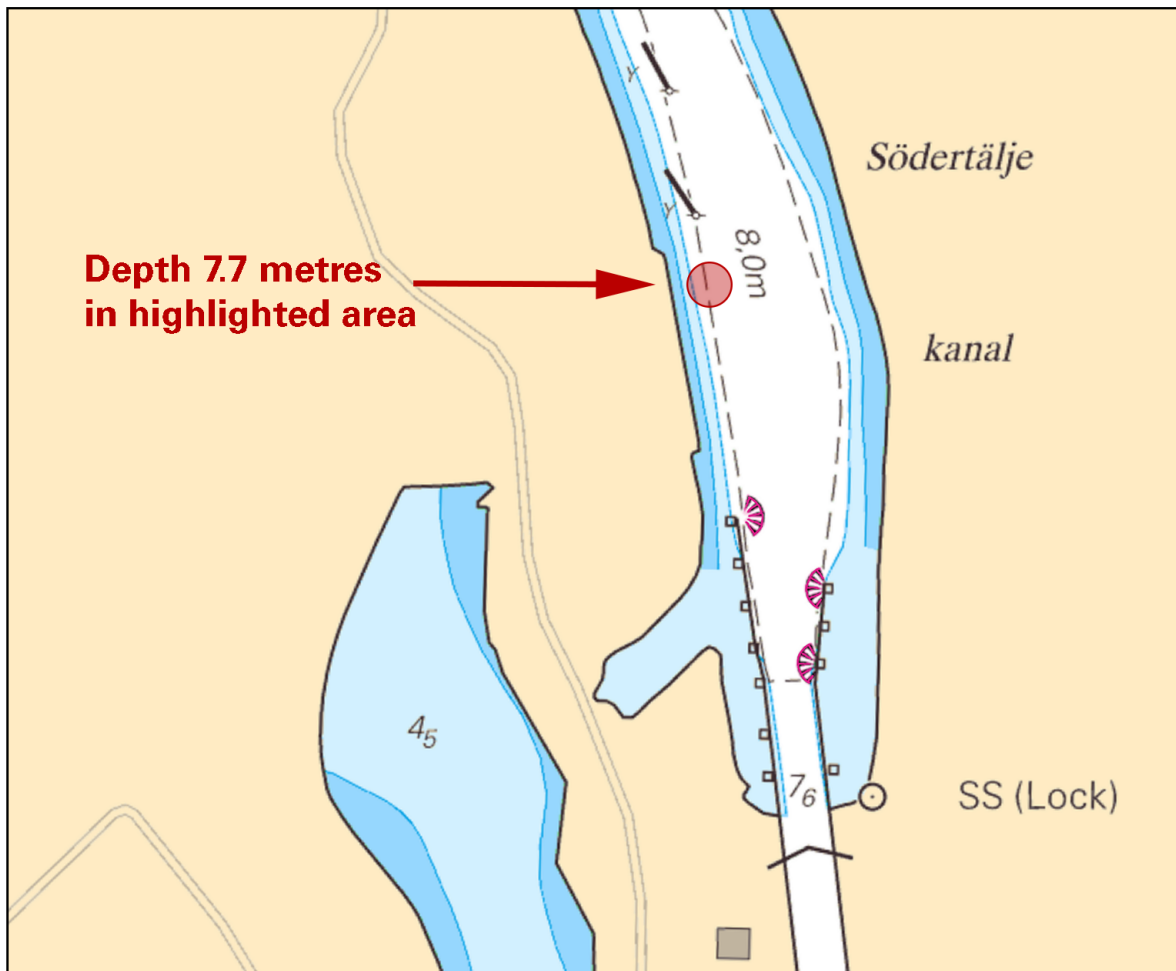 Y
Södertälje
Y
8,0m
Depth 7.7 metres
in highlighted area
kanal
4₅
7₆
SS (Lock)